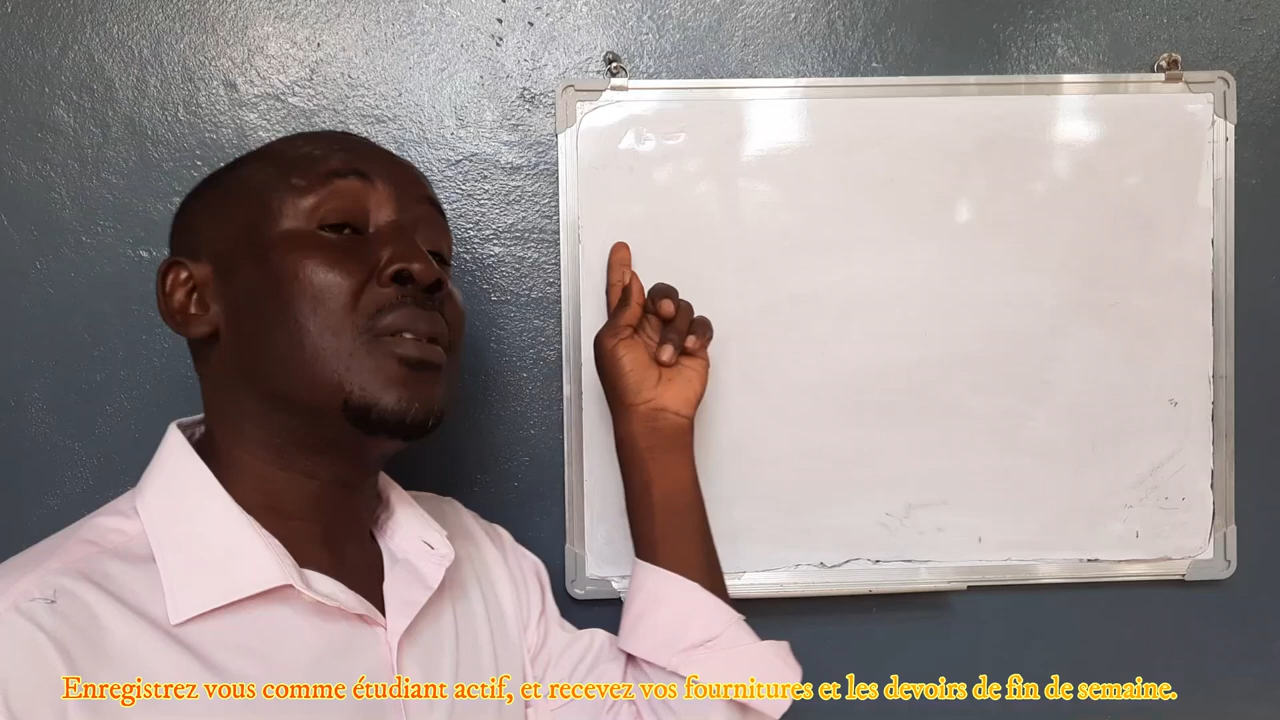 Enregistrez vous comme étudiant actif, et recevez vos fournitures et les devoirs de fin de semaine.